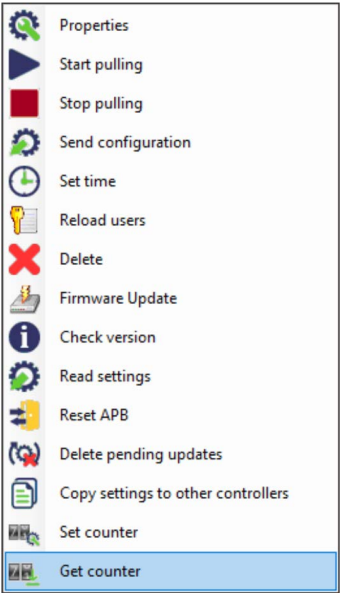 Properties
Start pulling
Stop pulling
Send configuration
Set time
Reload users
Delete
Firmware Update
Check version
Read settings
Reset APB
Delete pending updates
Copy settings to other controllers
Set counter
Get counter